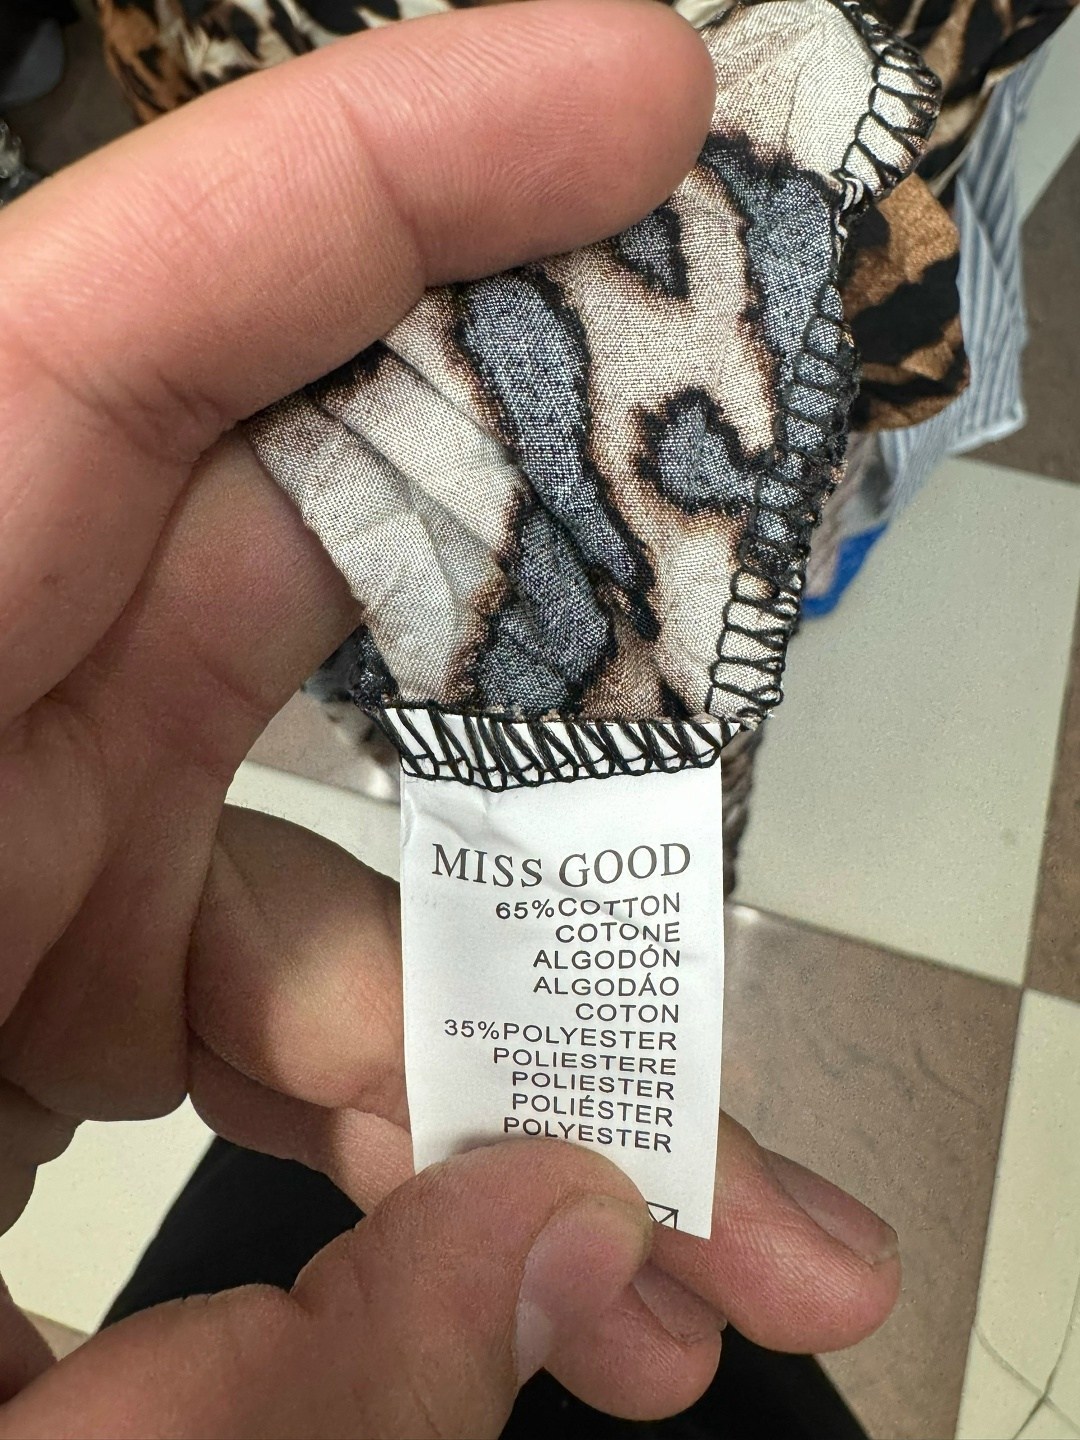 MISS GOOD
65%COTTON
COTONE
ALGODÓN
ALGODÁO
COTON
35%POLYESTER
POLIESTERE
POLIESTER
POLIÉSTER
POLYESTER